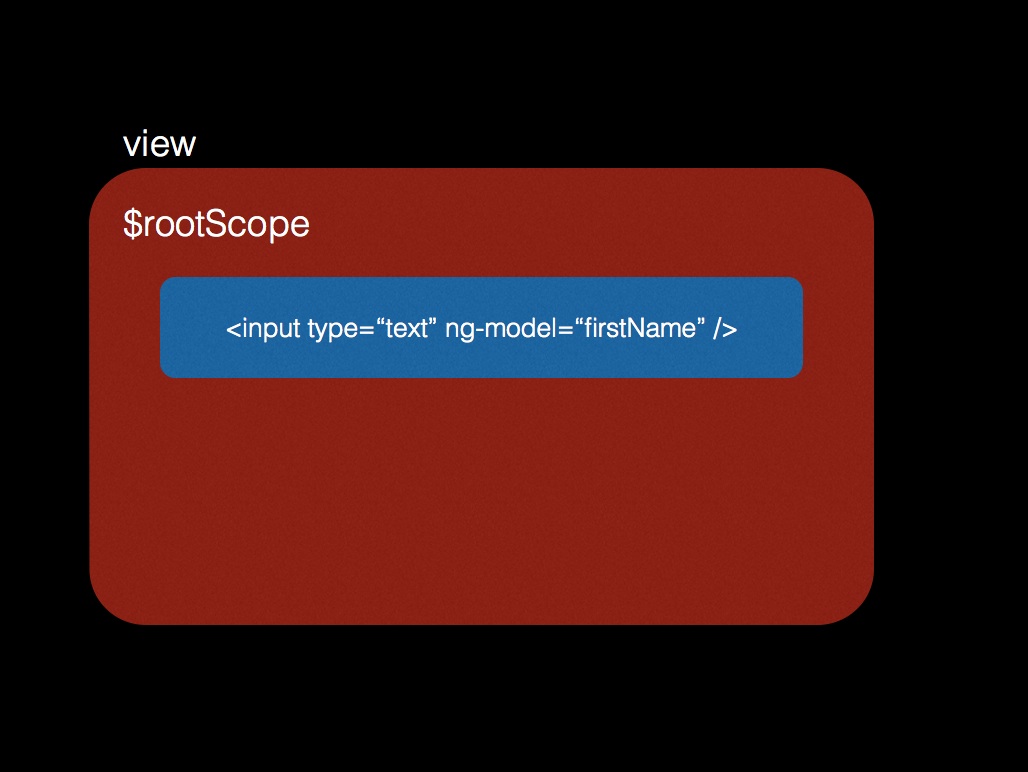 view
$rootScope
<input type=“text” ng-model=“firstName” />